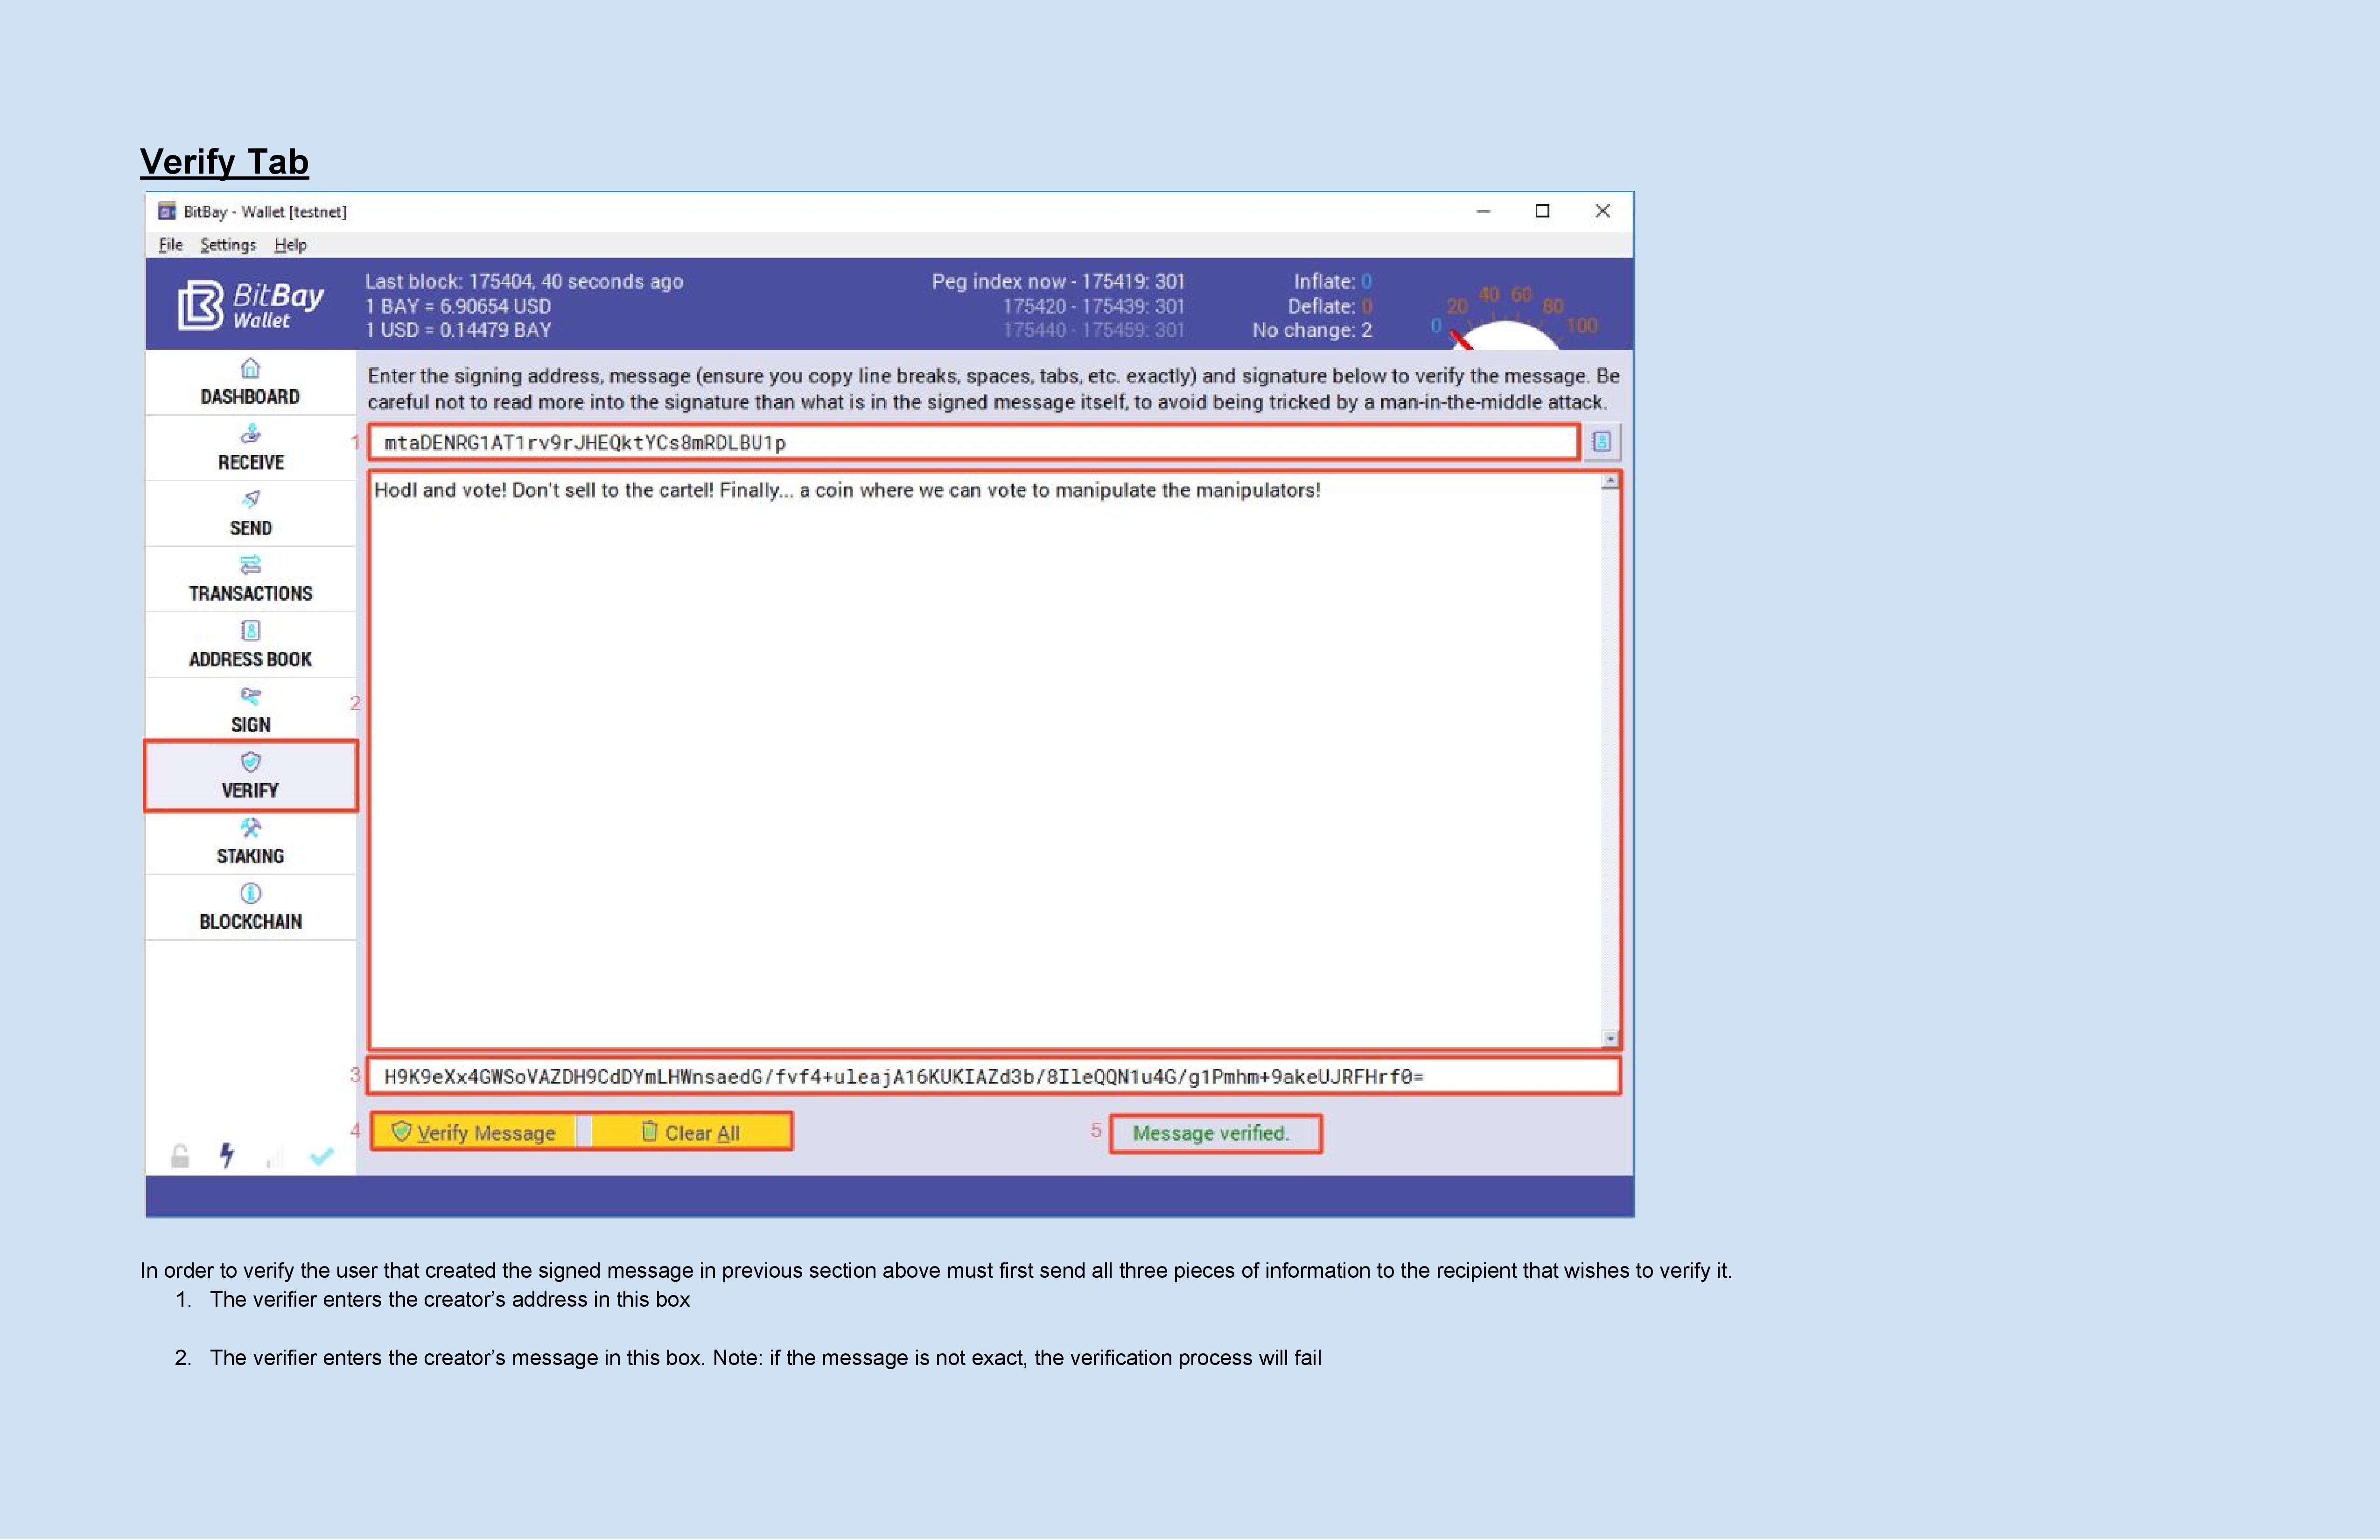 Verify Tab
BitBay - Wallet [testnet]
File Settings Help
BitBay
Wallet
Last block: 175404, 40 seconds ago
1 BAY = 6.90654 USD
1 USD = 0.14479 BAY
Peg index now - 175419: 301
175420 - 175439: 301
175440 - 175459: 301
Inflate: 0
Deflate: 0
No change: 2
0 20 40 60 80 100
DASHBOARD
RECEIVE
SEND
TRANSACTIONS
ADDRESS BOOK
SIGN
VERIFY
STAKING
BLOCKCHAIN
Enter the signing address, message (ensure you copy line breaks, spaces, tabs, etc. exactly) and signature below to verify the message. Be
careful not to read more into the signature than what is in the signed message itself, to avoid being tricked by a man-in-the-middle attack.
1 mtaDENRG1AT1rv9rJHEQktYCs8mRDLBU1p
Hodl and vote! Don't sell to the cartel! Finally... a coin where we can vote to manipulate the manipulators!
2
3 H9K9eXx4GWSoVAZDH9CdDYmLHWnsaedG/fvf4+uleajA16KUKIAZd3b/8IleQQN1u4G/g1Pmhm+9akeUJRFHrf0=
4 Verify Message Clear All
5 Message verified.
In order to verify the user that created the signed message in previous section above must first send all three pieces of information to the recipient that wishes to verify it.
1. The verifier enters the creator’s address in this box
2. The verifier enters the creator’s message in this box. Note: if the message is not exact, the verification process will fail